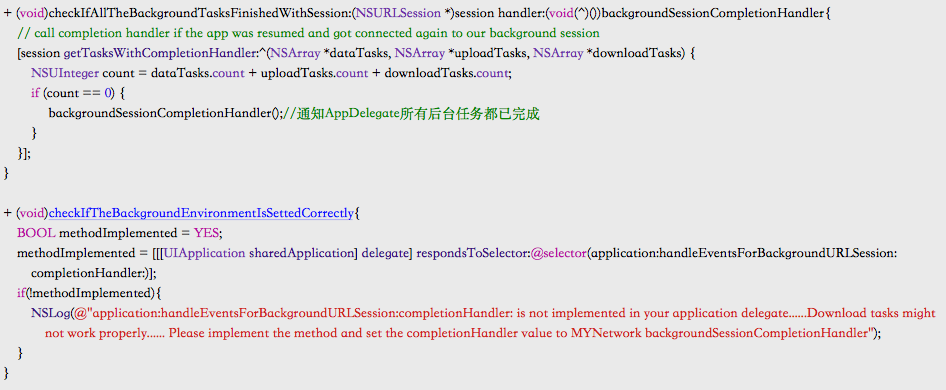 + (void)checkIfAllTheBackgroundTasksFinishedWithSession:(NSURLSession *)session handler:(void(^)())backgroundSessionCompletionHandler{
// call completion handler if the app was resumed and got connected again to our background session
[session getTasksWithCompletionHandler:^(NSArray *dataTasks, NSArray *uploadTasks, NSArray *downloadTasks) {
NSUInteger count = dataTasks.count + uploadTasks.count + downloadTasks.count;
if (count == 0) {
backgroundSessionCompletionHandler();//通知AppDelegate所有后台任务都已完成
}
}];
}
+ (void)checkIfTheBackgroundEnvironmentIsSettedCorrectly{
BOOL methodImplemented = YES;
methodImplemented = [[[UIApplication sharedApplication] delegate] respondsToSelector:@selector(application:handleEventsForBackgroundURLSession:
completionHandler:)];
if(!methodImplemented){
NSLog(@"application:handleEventsForBackgroundURLSession:completionHandler: is not implemented in your application delegate......Download tasks might
not work properly...... Please implement the method and set the completionHandler value to MYNetwork backgroundSessionCompletionHandler");
}
}